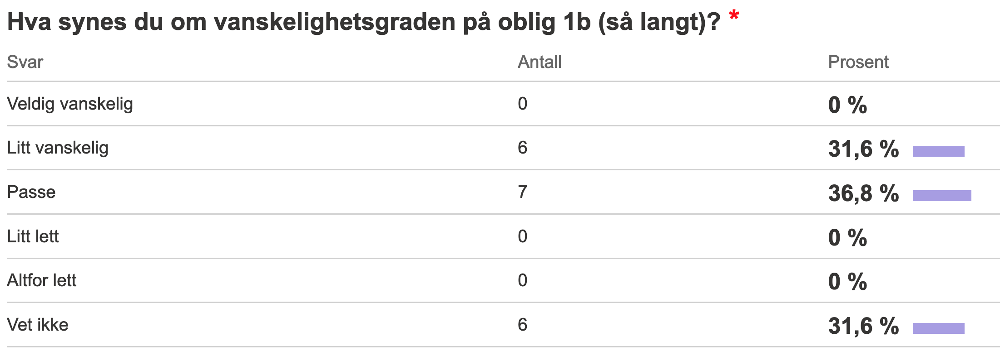 Hva synes du om vanskelighetsgraden på oblig 1b (så langt)? *
Svar Antall Prosent
Veldig vanskelig 0 0 %
Litt vanskelig 6 31,6 %
Passe 7 36,8 %
Litt lett 0 0 %
Altfor lett 0 0 %
Vet ikke 6 31,6 %